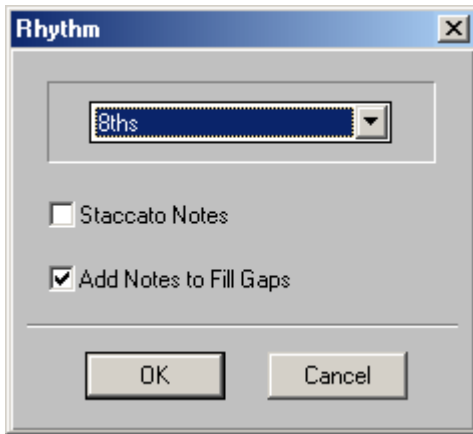 Rhythm
8ths
Staccato Notes
Add Notes to Fill Gaps
OK
Cancel